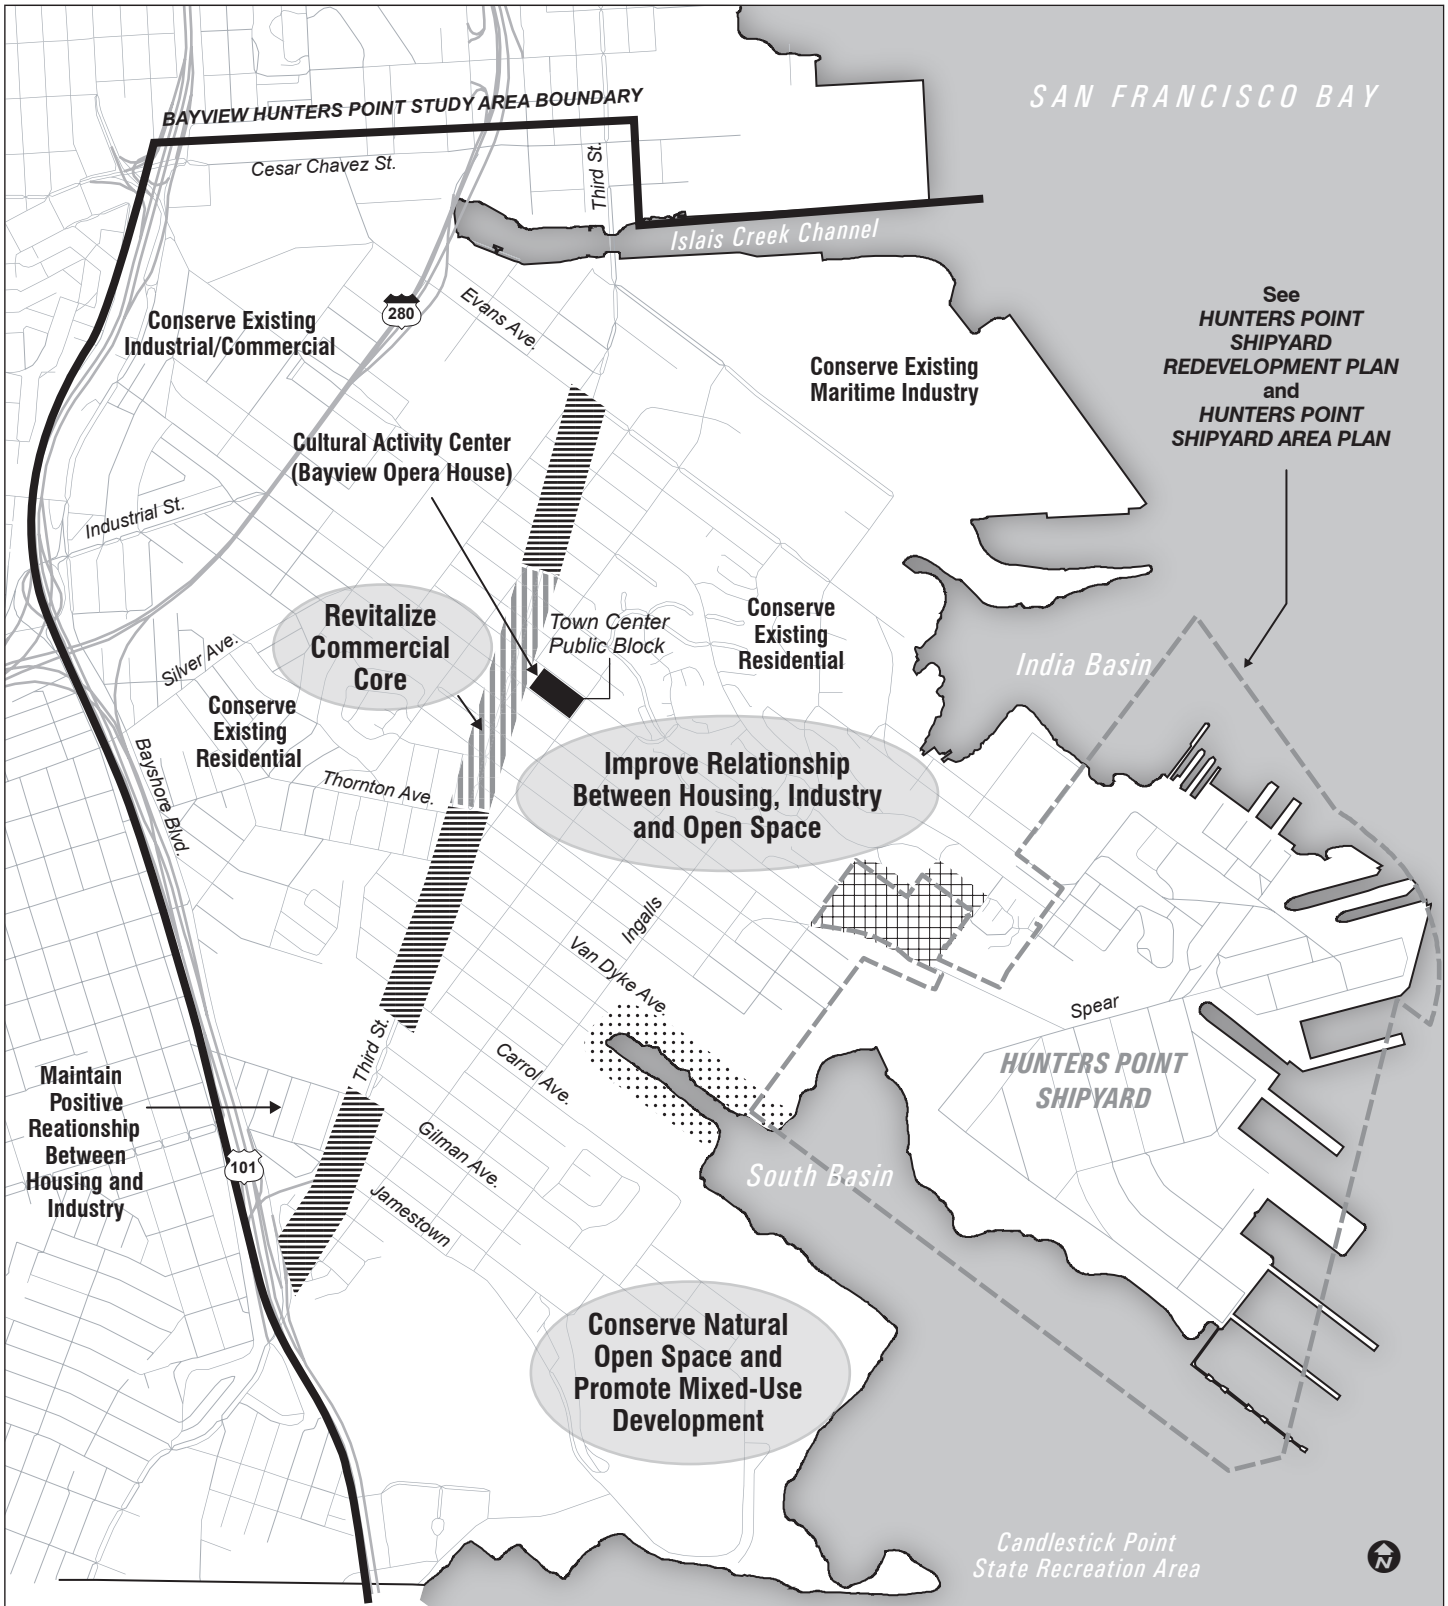 SAN FRANCISCO BAY
BAYVIEW HUNTERS POINT STUDY AREA BOUNDARY
Cesar Chavez St.
Third St.
Islais Creek Channel
280
Evans Ave.
Conserve Existing
Industrial/Commercial
Conserve Existing
Maritime Industry
See
HUNTERS POINT
SHIPYARD
REDEVELOPMENT PLAN
and
HUNTERS POINT
SHIPYARD AREA PLAN
Cultural Activity Center
(Bayview Opera House)
Industrial St.
Revitalize
Commercial
Core
Town Center
Public Block
Conserve
Existing
Residential
India Basin
Silver Ave.
Conserve
Existing
Residential
Bayshore Blvd.
Thornton Ave.
Improve Relationship
Between Housing, Industry
and Open Space
Ingalls
Van Dyke Ave.
Spear
HUNTERS POINT
SHIPYARD
Third St.
Carrol Ave.
Maintain
Positive
Reationship
Between
Housing and
Industry
101
Gilman Ave.
Jamestown
South Basin
Conserve Natural
Open Space and
Promote Mixed-Use
Development
Candlestick Point
State Recreation Area
N